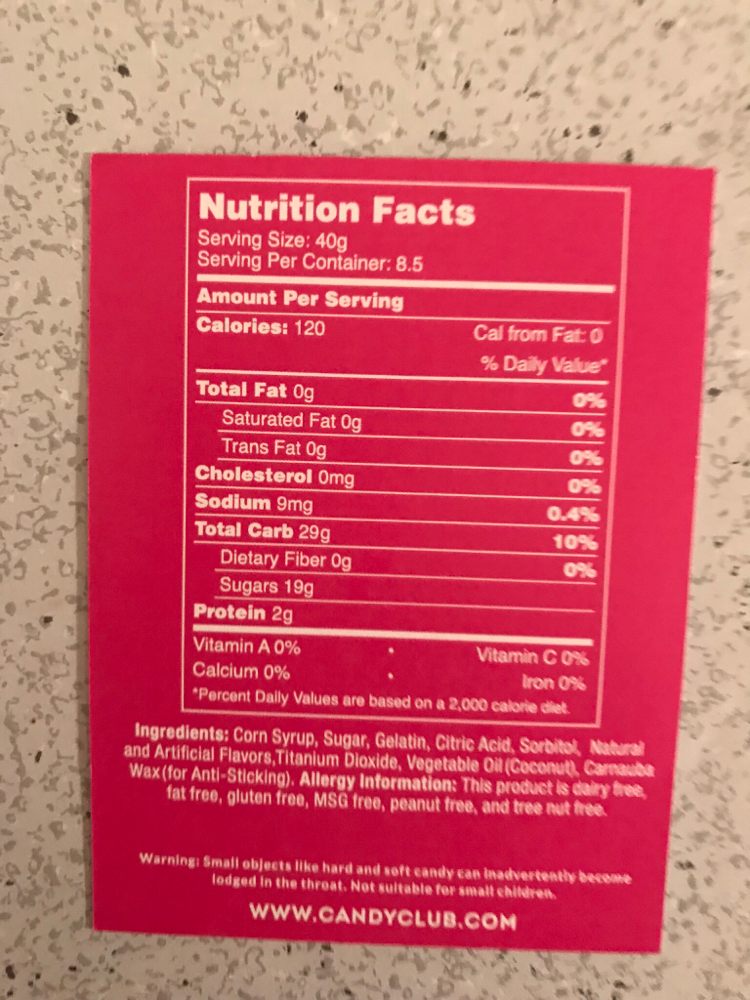 Nutrition Facts
Serving Size: 40g
Serving Per Container: 8.5
Amount Per Serving
Calories: 120 Cal from Fat: 0
% Daily Value*
Total Fat 0g 0%
Saturated Fat 0g 0%
Trans Fat 0g 0%
Cholesterol 0mg 0%
Sodium 9mg 0.4%
Total Carb 29g 10%
Dietary Fiber 0g 0%
Sugars 19g
Protein 2g
Vitamin A 0% • Vitamin C 0%
Calcium 0% • Iron 0%
*Percent Daily Values are based on a 2,000 calorie diet.
Ingredients: Corn Syrup, Sugar, Gelatin, Citric Acid, Sorbitol, Natural
and Artificial Flavors,Titanium Dioxide, Vegetable Oil (Coconut), Carnauba
Wax (for Anti-Sticking). Allergy Information: This product is dairy free,
fat free, gluten free, MSG free, peanut free, and tree nut free.
Warning: Small objects like hard and soft candy can inadvertently become
lodged in the throat. Not suitable for small children.
WWW.CANDYCLUB.COM